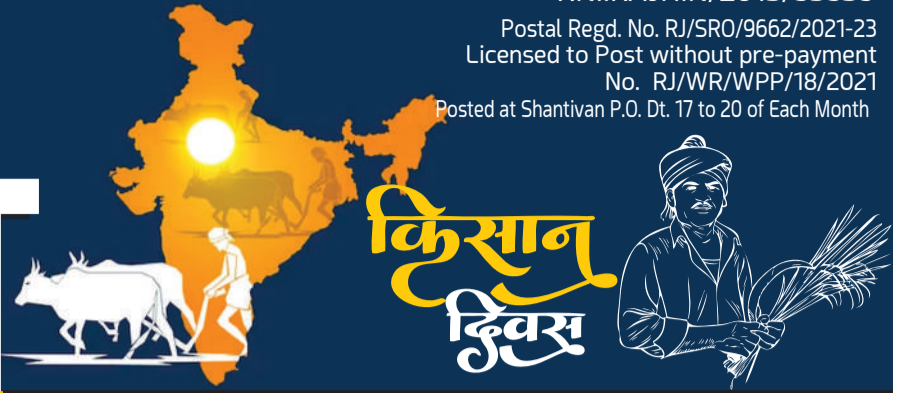 Postal Regd. No. RJ/SRO/9662/2021-23
Licensed to Post without pre-payment
No. RJ/WR/WPP/18/2021
Posted at Shantivan P.O. Dt. 17 to 20 of Each Month
किसान
दिवस